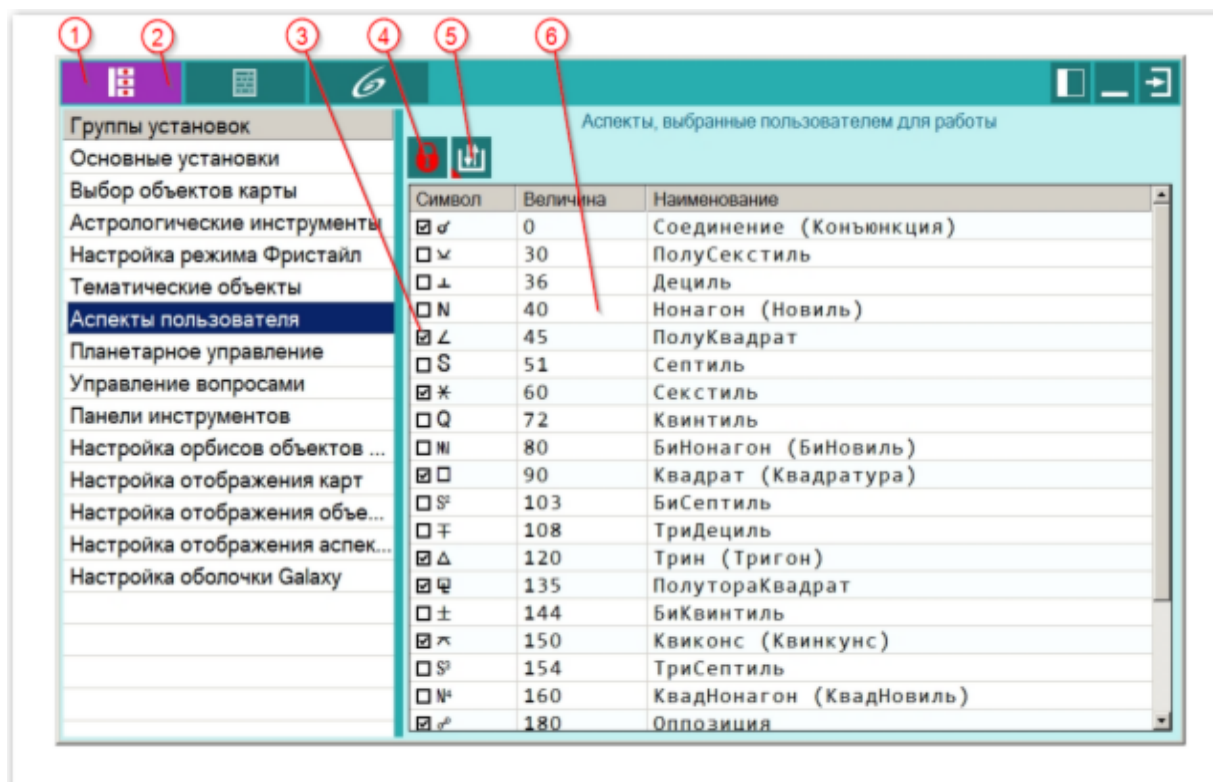 1 2 3 4 5 6
Группы установок
Основные установки
Выбор объектов карты
Астрологические инструменты
Настройка режима Фристайл
Тематические объекты
Аспекты пользователя
Планетарное управление
Управление вопросами
Панели инструментов
Настройка орбисов объектов ...
Настройка отображения карт
Настройка отображения объе...
Настройка отображения аспек...
Настройка оболочки Galaxy
Аспекты, выбранные пользователем для работы
Символ Величина Наименование
☑ ☌ 0 Соединение (Конъюнкция)
☐ ⚺ 30 ПолуСекстиль
☐ ⊥ 36 Дециль
☐ N 40 Нонагон (Новиль)
☑ ∠ 45 ПолуКвадрат
☐ S 51 Септиль
☑ ⚹ 60 Секстиль
☐ Q 72 Квинтиль
☐ 80 БиНонагон (БиНовиль)
☑ □ 90 Квадрат (Квадратура)
☐ S² 103 БиСептиль
☐ ∓ 108 ТриДециль
☑ △ 120 Трин (Тригон)
☑ ⚼ 135 ПолутораКвадрат
☐ ± 144 БиКвинтиль
☑ ⚻ 150 Квиконс (Квинкунс)
☐ S³ 154 ТриСептиль
☐ N⁴ 160 КвадНонагон (КвадНовиль)
☑ ☍ 180 Оппозиция